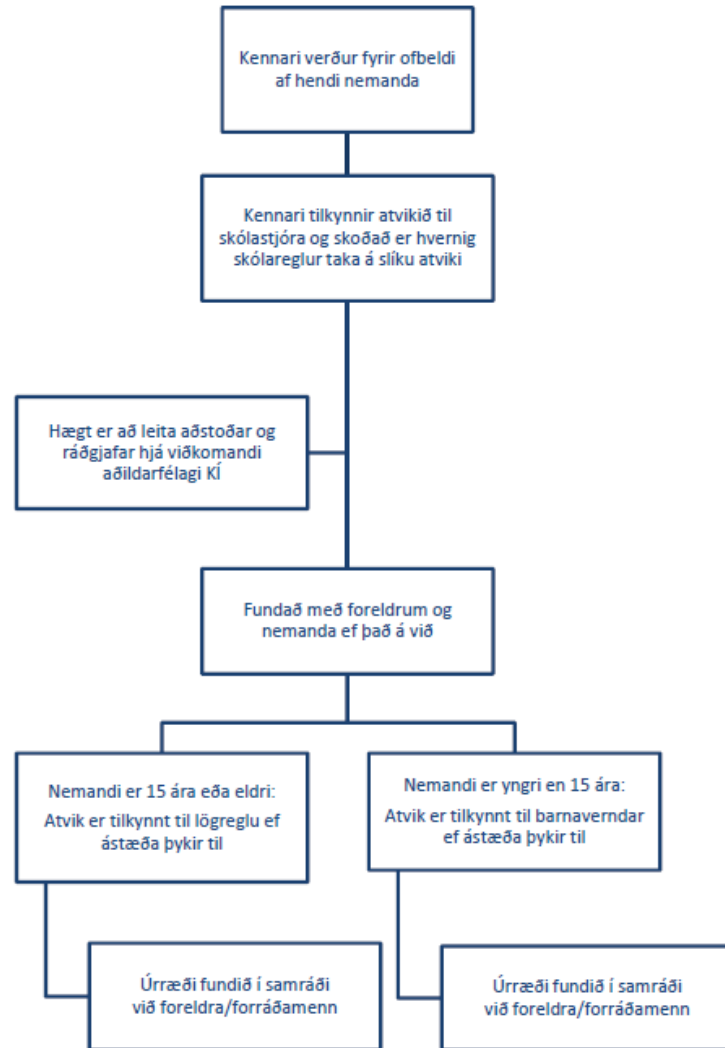 Kennari verður fyrir ofbeldi
af hendi nemanda
Kennari tilkynnir atvikið til
skólastjóra og skoðað er hvernig
skólareglur taka á slíku atviki
Hægt er að leita aðstoðar og
ráðgjafar hjá viðkomandi
aðildarfélagi KÍ
Fundað með foreldrum og
nemanda ef það á við
Nemandi er 15 ára eða eldri:
Atvik er tilkynnt til lögreglu ef
ástæða þykir til
Nemandi er yngri en 15 ára:
Atvik er tilkynnt til barnaverndar
ef ástæða þykir til
Úrræði fundið í samráði
við foreldra/forráðamenn
Úrræði fundið í samráði
við foreldra/forráðamenn